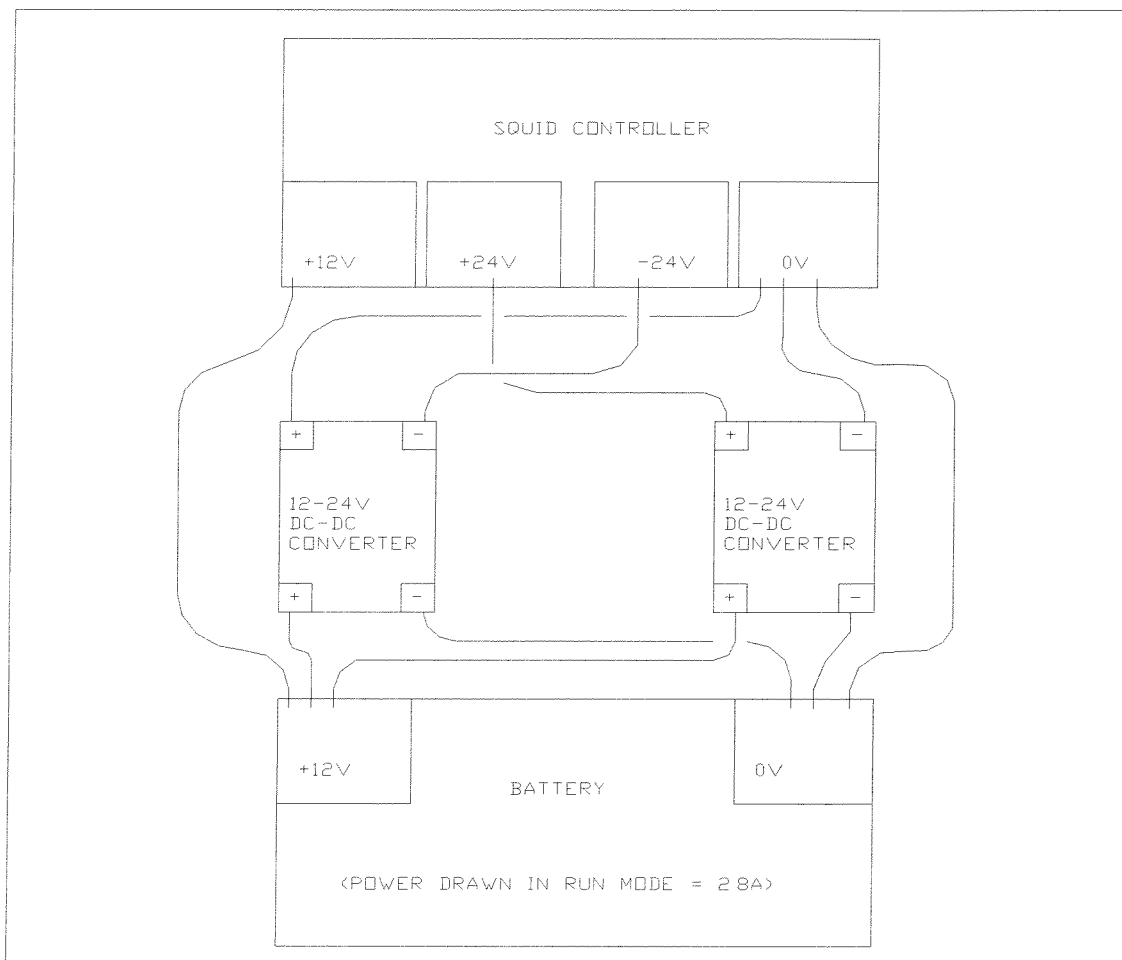 SQUID CONTROLLER
+12V
+24V
-24V
0V
+
-
+
-
12-24V
DC-DC
CONVERTER
12-24V
DC-DC
CONVERTER
+
-
+
-
+12V
0V
BATTERY
(POWER DRAWN IN RUN MODE = 2 8A)